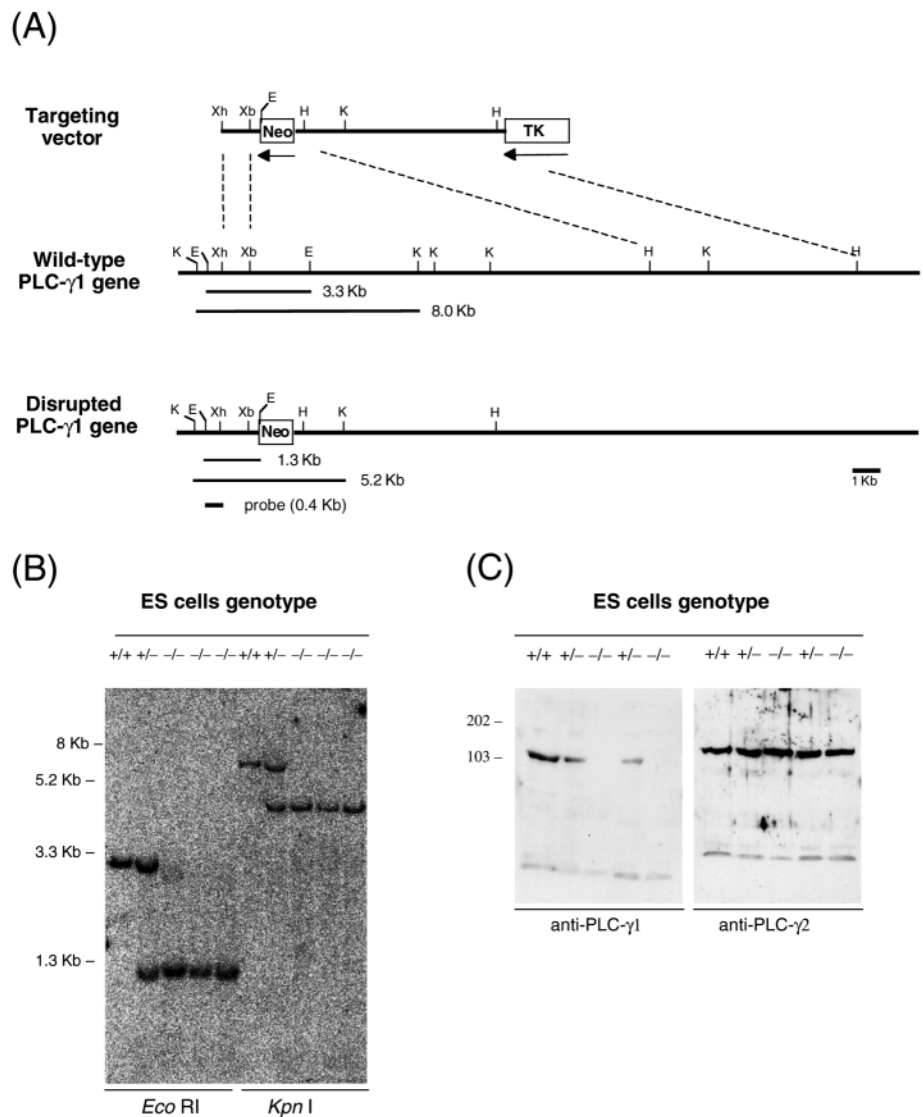 (A)
Targeting vector
Xh Xb E H K H
Neo TK
Wild-type PLC-γ1 gene
K E Xh Xb E K K K H K H
3.3 Kb
8.0 Kb
Disrupted PLC-γ1 gene
K E Xh Xb E H K H
Neo
1.3 Kb
5.2 Kb
1 Kb
probe (0.4 Kb)
(B)
ES cells genotype
+/+ +/– –/– –/– –/– +/+ +/– –/– –/– –/–
8 Kb –
5.2 Kb –
3.3 Kb –
1.3 Kb –
Eco RI Kpn I
(C)
ES cells genotype
+/+ +/– –/– +/– –/– +/+ +/– –/– +/– –/–
202 –
103 –
anti-PLC-γ1 anti-PLC-γ2